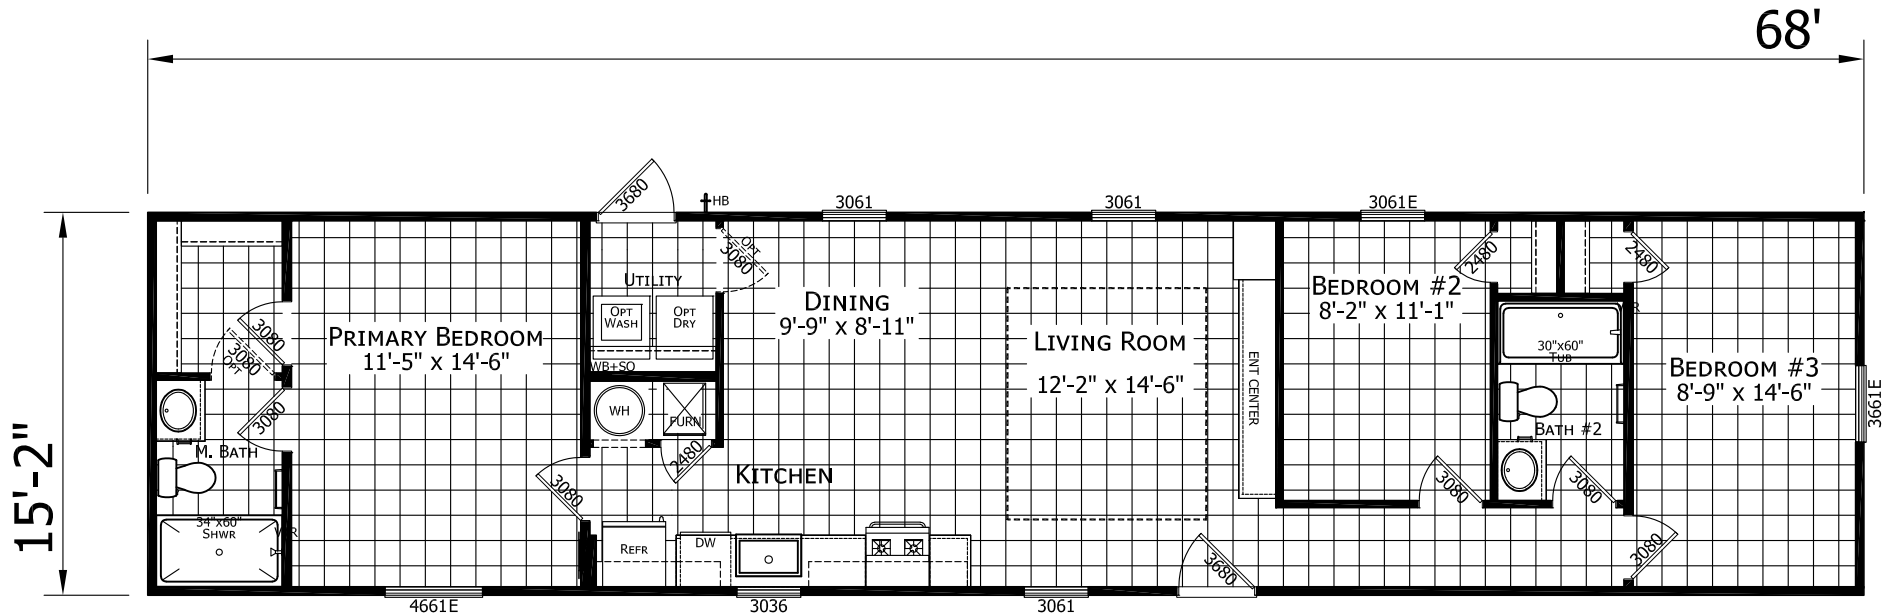 68'
15'-2"
3680
HB
3061
3061
3061E
OPT
3080
2480
2480
UTILITY
OPT
WASH
OPT
DRY
WB+SO
DINING
9'-9" x 8'-11"
BEDROOM #2
8'-2" x 11'-1"
PRIMARY BEDROOM
11'-5" x 14'-6"
LIVING ROOM
12'-2" x 14'-6"
ENT CENTER
30"x60"
TUB
BEDROOM #3
8'-9" x 14'-6"
3661E
3080
3080
OPT
3080
WH
FURN
2480
BATH #2
M. BATH
KITCHEN
3080
3080
3080
34"x60"
SHWR
REFR
DW
3680
3080
4661E
3036
3061